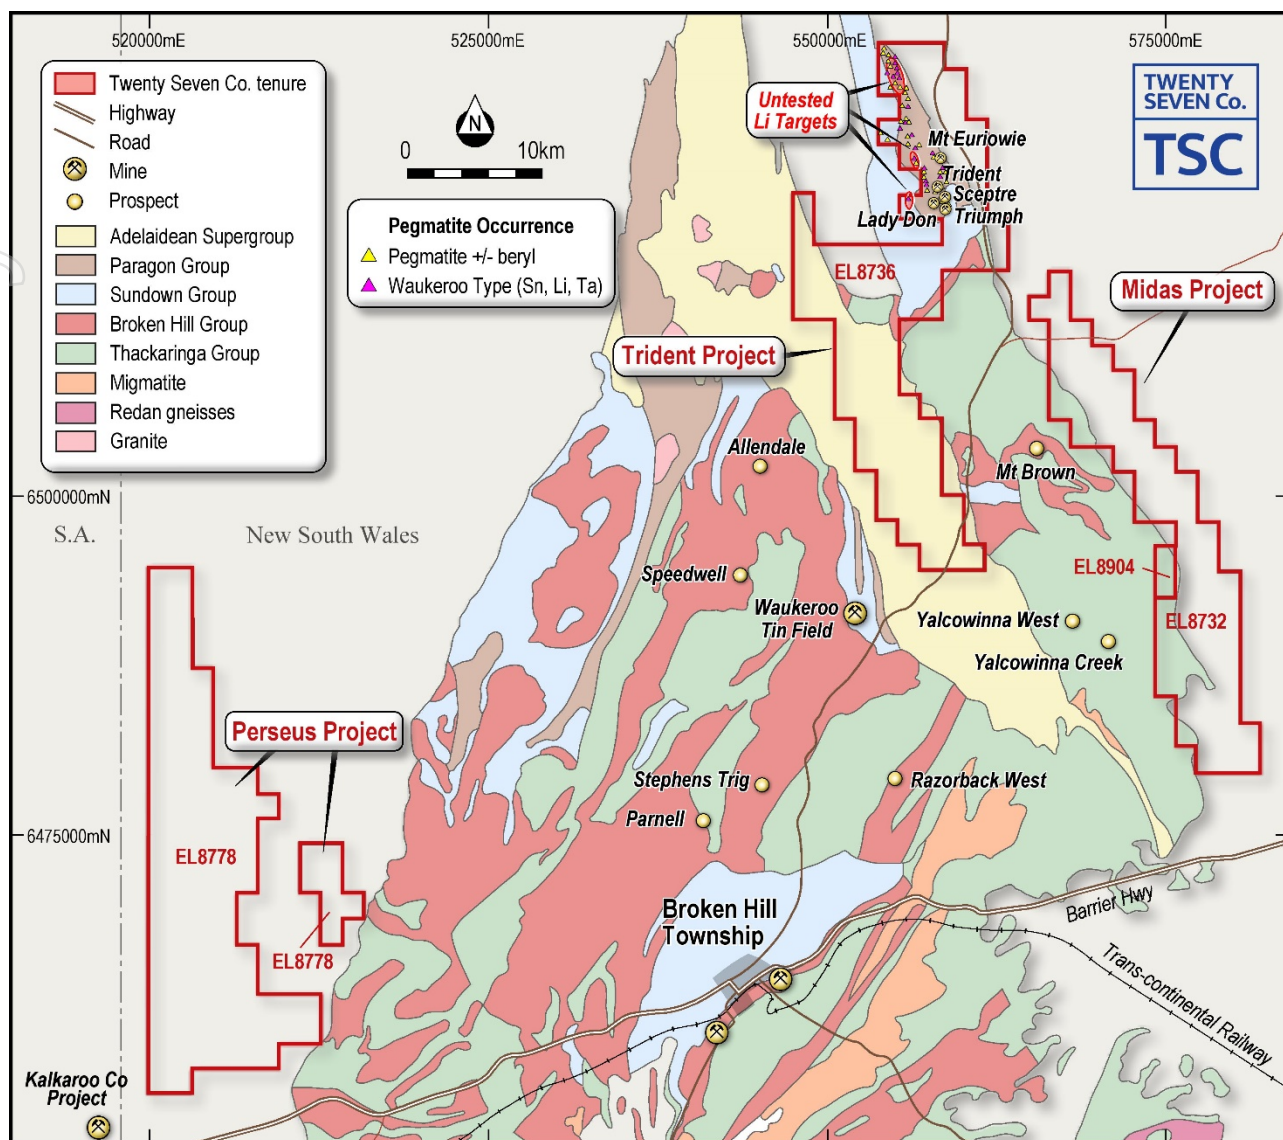 520000mE
525000mE
550000mE
575000mE
Twenty Seven Co. tenure
Highway
Road
Mine
Prospect
Adelaidean Supergroup
Paragon Group
Sundown Group
Broken Hill Group
Thackaringa Group
Migmatite
Redan gneisses
Granite
N
0
10km
Pegmatite Occurrence
Pegmatite +/- beryl
Waukeroo Type (Sn, Li, Ta)
Untested
Li Targets
TWENTY
SEVEN Co.
TSC
Mt Euriowie
Trident
Sceptre
Lady Don
Triumph
EL8736
Midas Project
Trident Project
Allendale
Mt Brown
6500000mN
S.A.
New South Wales
Speedwell
EL8904
Waukeroo
Tin Field
Yalcowinna West
EL8732
Yalcowinna Creek
Perseus Project
Stephens Trig
Razorback West
Parnell
6475000mN
EL8778
Barrier Hwy
Broken Hill
Township
EL8778
Trans-continental Railway
Kalkaroo Co
Project